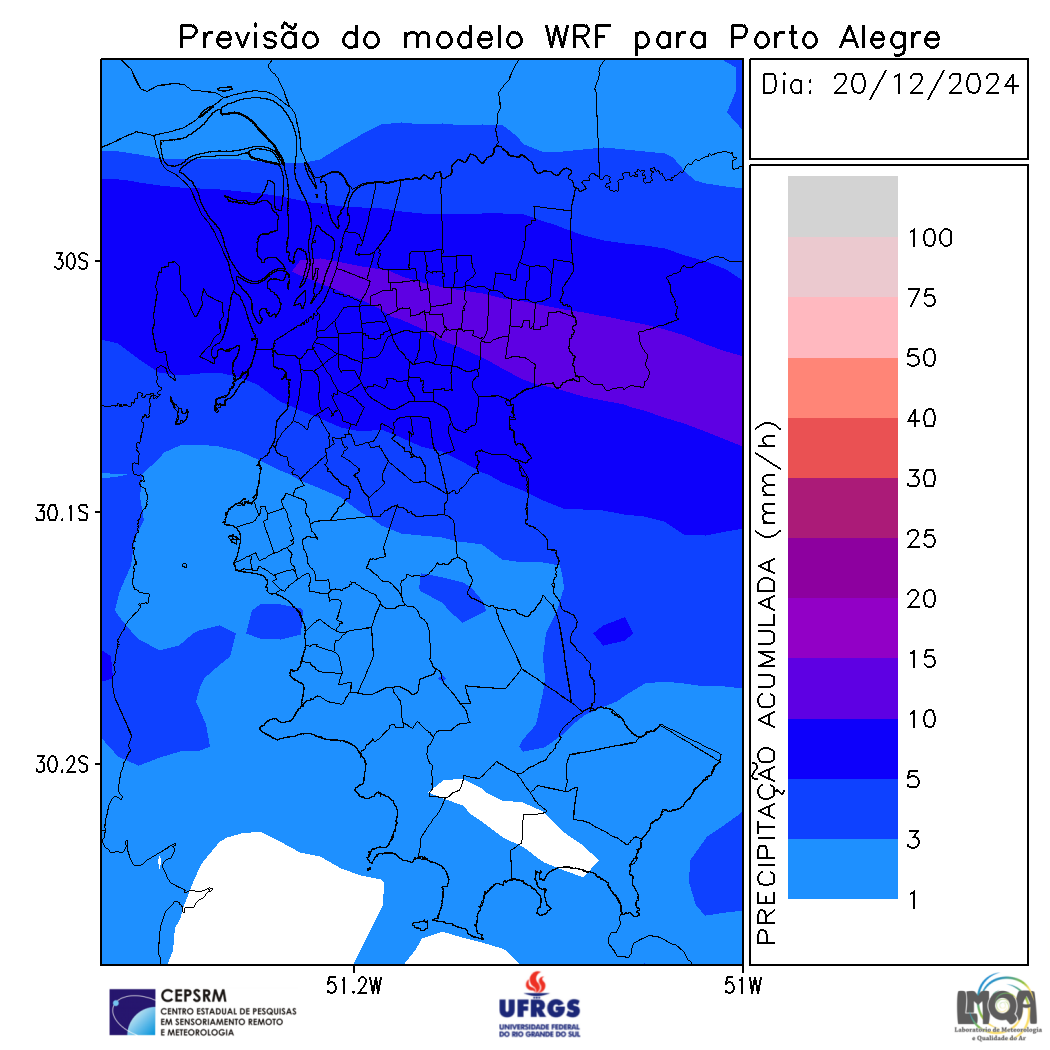 Previsão do modelo WRF para Porto Alegre
Dia: 20/12/2024
30S
30.1S
30.2S
51.2W
51W
PRECIPITAÇÃO ACUMULADA (mm/h)
100
75
50
40
30
25
20
15
10
5
3
1
CEPSRM
CENTRO ESTADUAL DE PESQUISAS
EM SENSORIAMENTO REMOTO
E METEOROLOGIA
UFRGS
UNIVERSIDADE FEDERAL
DO RIO GRANDE DO SUL
LMQA
Laboratório de Meteorologia
e Qualidade do Ar